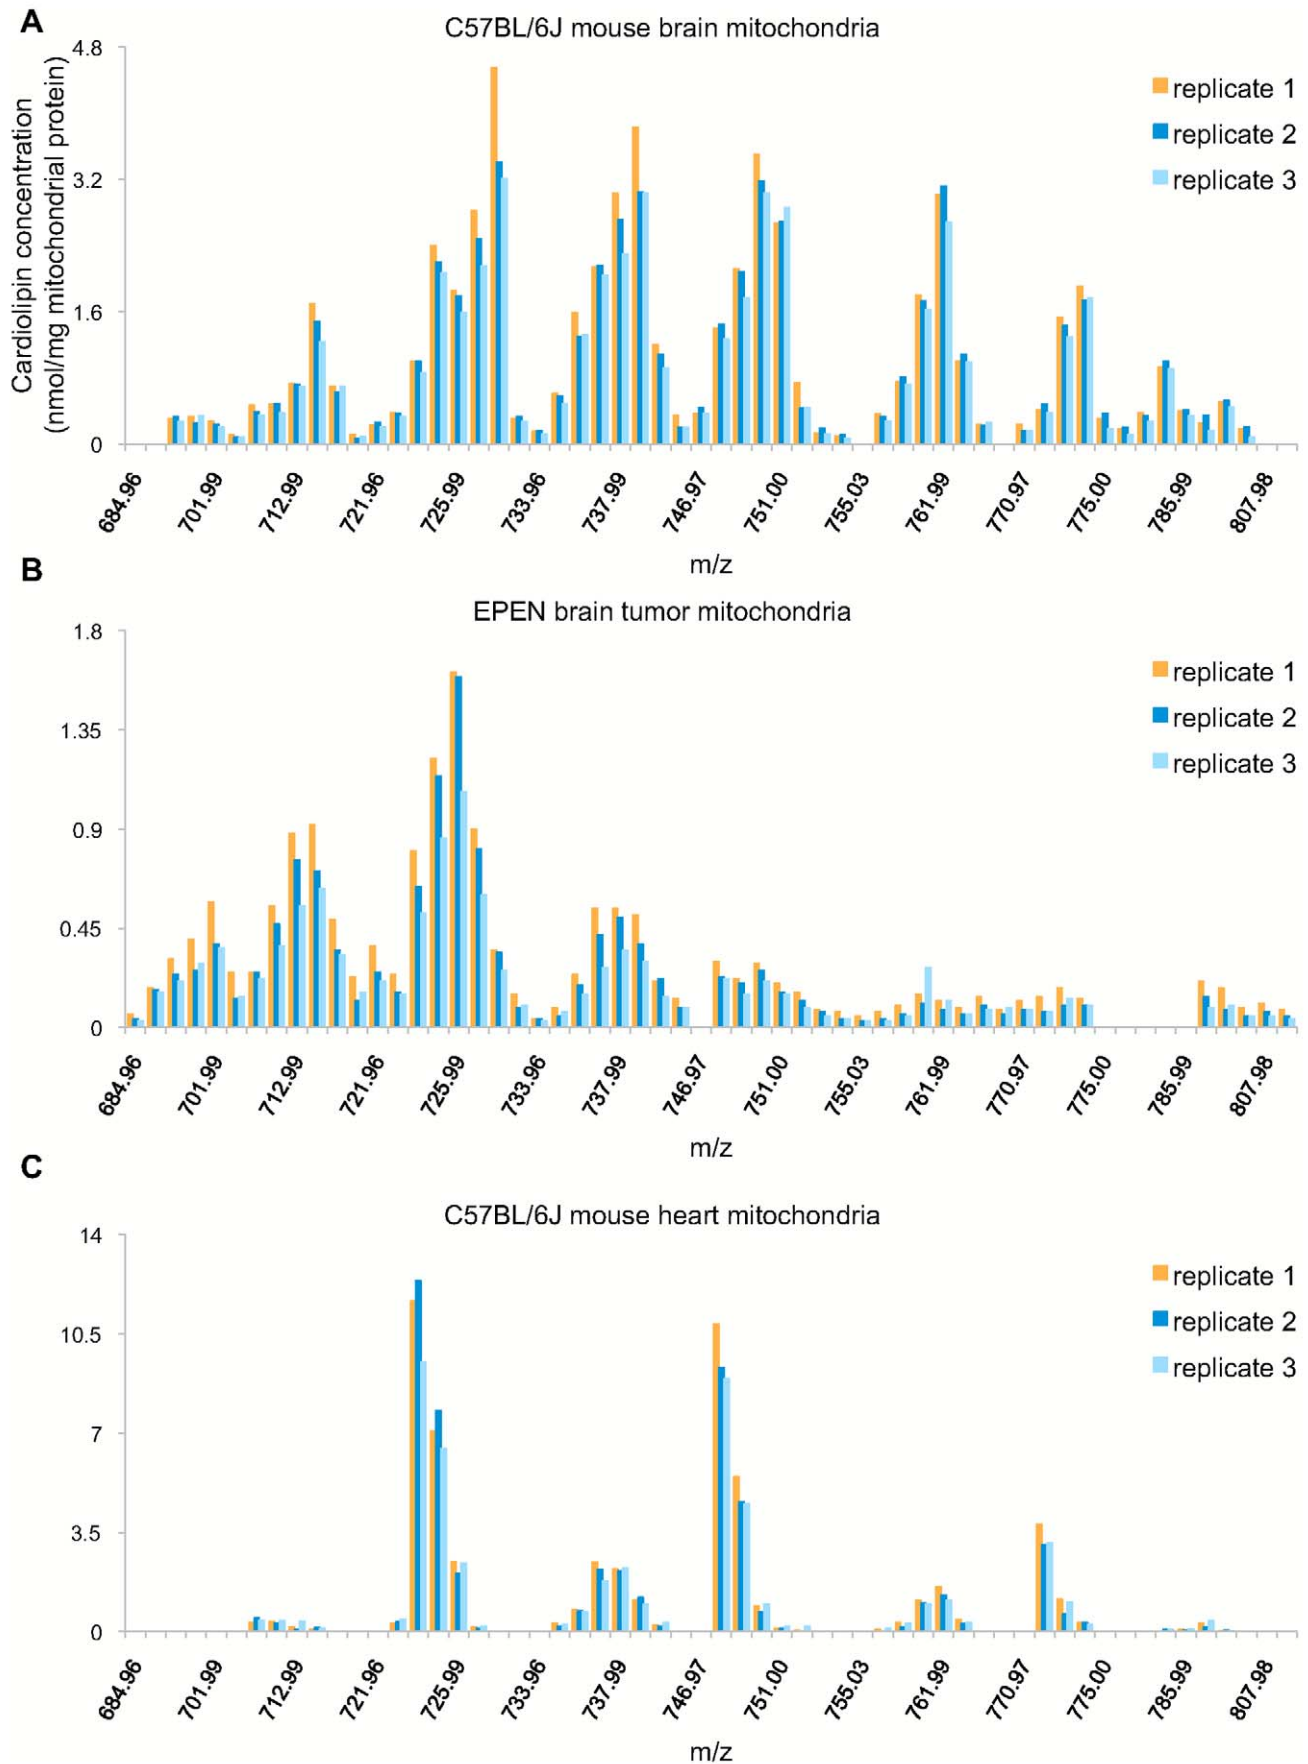 A
C57BL/6J mouse brain mitochondria
Cardiolipin concentration
(nmol/mg mitochondrial protein)
4.8
3.2
1.6
0
replicate 1
replicate 2
replicate 3
684.96 701.99 712.99 721.96 725.99 733.96 737.99 746.97 751.00 755.03 761.99 770.97 775.00 785.99 807.98
m/z
B
EPEN brain tumor mitochondria
1.8
1.35
0.9
0.45
0
replicate 1
replicate 2
replicate 3
684.96 701.99 712.99 721.96 725.99 733.96 737.99 746.97 751.00 755.03 761.99 770.97 775.00 785.99 807.98
m/z
C
C57BL/6J mouse heart mitochondria
14
10.5
7
3.5
0
replicate 1
replicate 2
replicate 3
684.96 701.99 712.99 721.96 725.99 733.96 737.99 746.97 751.00 755.03 761.99 770.97 775.00 785.99 807.98
m/z